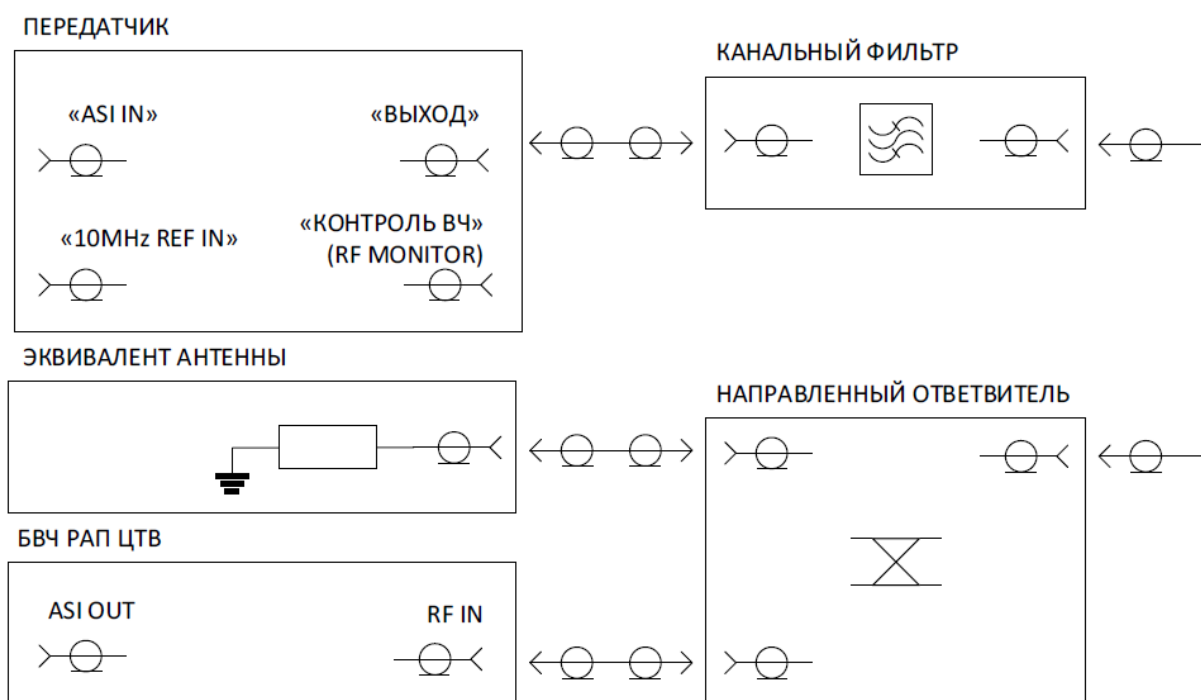 ПЕРЕДАТЧИК
КАНАЛЬНЫЙ ФИЛЬТР
«ASI IN»
«ВЫХОД»
«10MHz REF IN»
«КОНТРОЛЬ ВЧ»
(RF MONITOR)
ЭКВИВАЛЕНТ АНТЕННЫ
НАПРАВЛЕННЫЙ ОТВЕТВИТЕЛЬ
БВЧ РАП ЦТВ
ASI OUT
RF IN